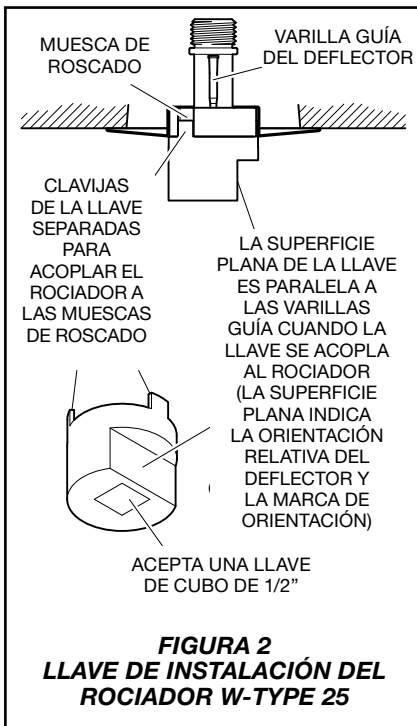 MUESCA DE
ROSCADO
VARILLA GUÍA
DEL DEFLECTOR
CLAVIJAS
DE LA LLAVE
SEPARADAS
PARA
ACOPLAR EL
ROCIADOR A
LAS MUESCAS
DE ROSCADO
LA SUPERFICIE
PLANA DE LA LLAVE
ES PARALELA A
LAS VARILLAS
GUÍA CUANDO LA
LLAVE SE ACOPLA
AL ROCIADOR
(LA SUPERFICIE
PLANA INDICA
LA ORIENTACIÓN
RELATIVA DEL
DEFLECTOR Y
LA MARCA DE
ORIENTACIÓN)
ACEPTA UNA LLAVE
DE CUBO DE 1/2”
FIGURA 2
LLAVE DE INSTALACIÓN DEL
ROCIADOR W-TYPE 25